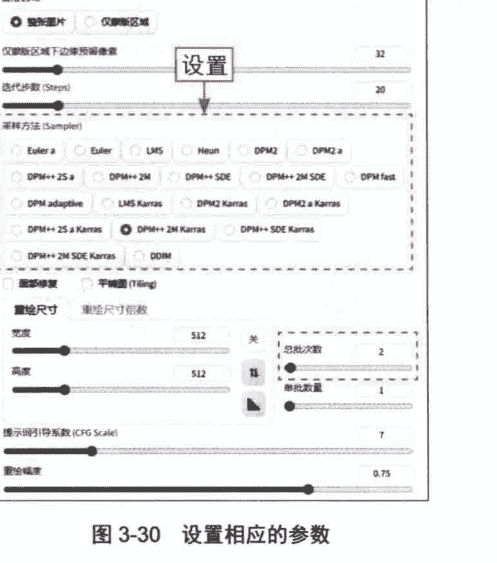 整张图片 仅蒙版区域
仅蒙版区域下边缘预留像素 32
设置
迭代步数 (Steps) 20
采样方法 (Sampler)
Euler a Euler LMS Heun DPM2 DPM2 a
DPM++ 2S a DPM++ 2M DPM++ SDE DPM++ 2M SDE DPM fast
DPM adaptive LMS Karras DPM2 Karras DPM2 a Karras
DPM++ 2S a Karras DPM++ 2M Karras DPM++ SDE Karras
DPM++ 2M SDE Karras DDIM
面部修复 平铺图 (Tiling)
重绘尺寸 重绘尺寸倍数
宽度 512 关 总批次数 2
高度 512 单批数量 1
提示词引导系数 (CFG Scale) 7
重绘幅度 0.75
图 3-30 设置相应的参数